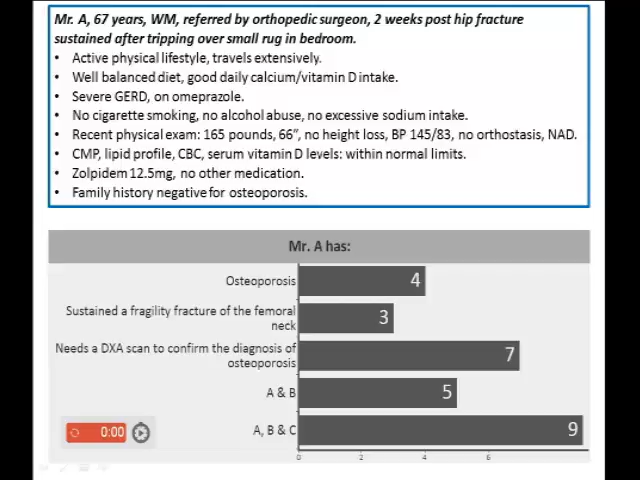 Mr. A, 67 years, WM, referred by orthopedic surgeon, 2 weeks post hip fracture
sustained after tripping over small rug in bedroom.
• Active physical lifestyle, travels extensively.
• Well balanced diet, good daily calcium/vitamin D intake.
• Severe GERD, on omeprazole.
• No cigarette smoking, no alcohol abuse, no excessive sodium intake.
• Recent physical exam: 165 pounds, 66”, no height loss, BP 145/83, no orthostasis, NAD.
• CMP, lipid profile, CBC, serum vitamin D levels: within normal limits.
• Zolpidem 12.5mg, no other medication.
• Family history negative for osteoporosis.
Mr. A has:
Osteoporosis 4
Sustained a fragility fracture of the femoral
neck 3
Needs a DXA scan to confirm the diagnosis of
osteoporosis 7
A & B 5
A, B & C 9
0:00
0 2 4 6